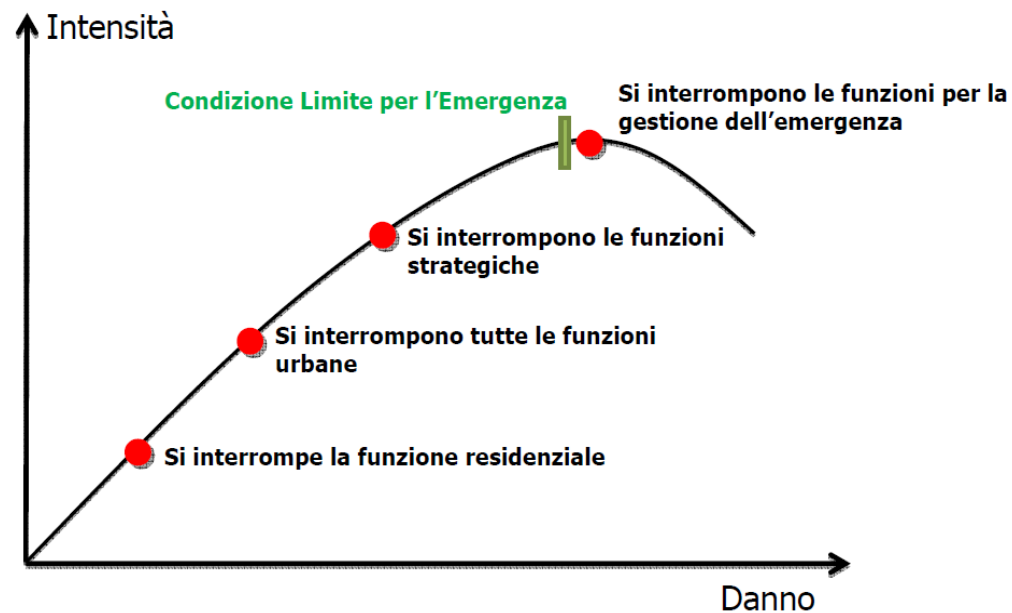 Intensità
Condizione Limite per l'Emergenza
Si interrompono le funzioni per la
gestione dell'emergenza
Si interrompono le funzioni
strategiche
Si interrompono tutte le funzioni
urbane
Si interrompe la funzione residenziale
Danno